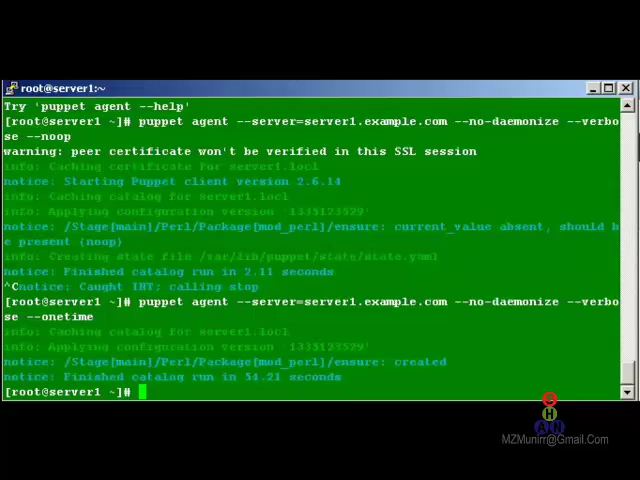 root@server1:~
Try 'puppet agent --help'
[root@server1 ~]# puppet agent --server=server1.example.com --no-daemonize --verbo
se --noop
warning: peer certificate won't be verified in this SSL session
info: Caching certificate for server1.locl
notice: Starting Puppet client version 2.6.14
info: Caching catalog for server1.locl
info: Applying configuration version '1335123529'
notice: /Stage[main]/Perl/Package[mod_perl]/ensure: current_value absent, should b
e present (noop)
info: Creating state file /var/lib/puppet/state/state.yaml
notice: Finished catalog run in 2.11 seconds
^Cnotice: Caught INT; calling stop
[root@server1 ~]# puppet agent --server=server1.example.com --no-daemonize --verbo
se --onetime
info: Caching catalog for server1.locl
info: Applying configuration version '1335123529'
notice: /Stage[main]/Perl/Package[mod_perl]/ensure: created
notice: Finished catalog run in 54.21 seconds
[root@server1 ~]#
G
H
A N
MZMunirr@Gmail.Com